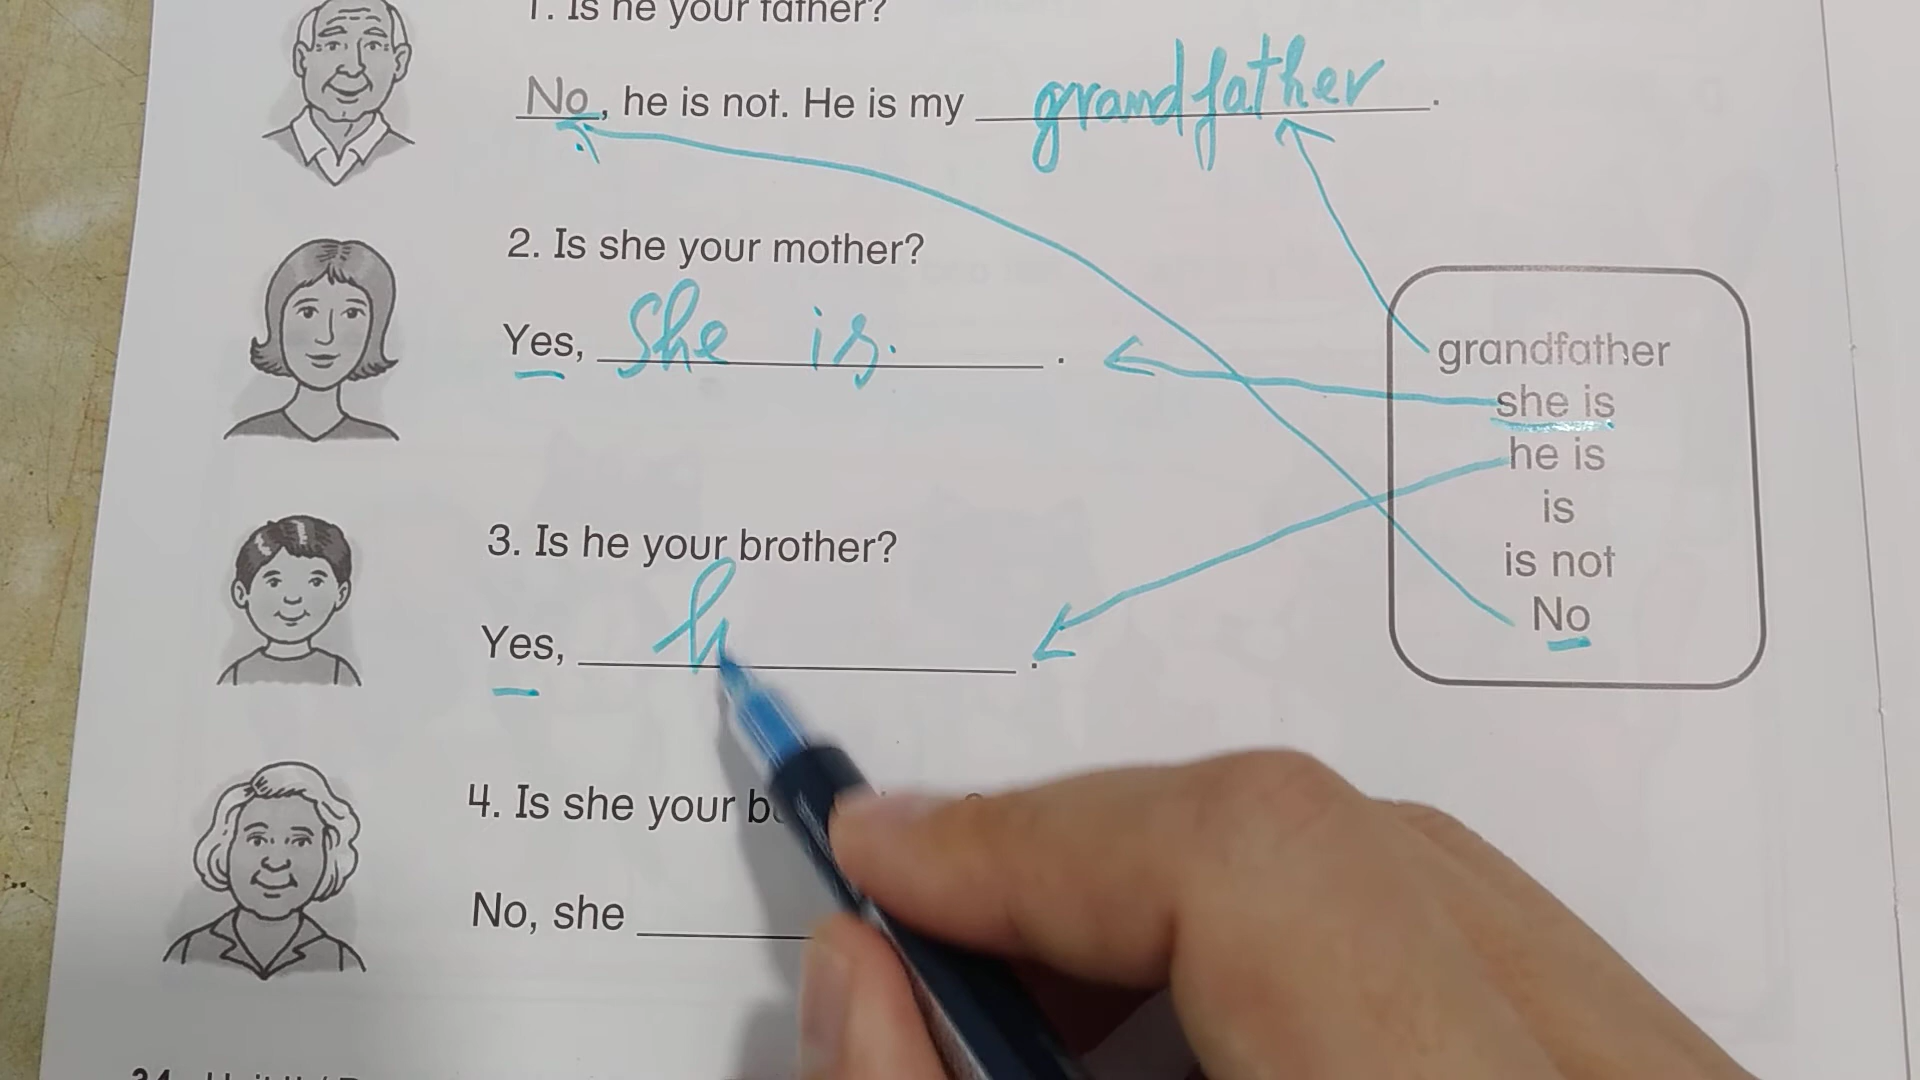 1. Is he your father?
No, he is not. He is my grandfather.
2. Is she your mother?
Yes, she is. .
3. Is he your brother?
Yes, h .
4. Is she your
No, she
grandfather
she is
he is
is
is not
No